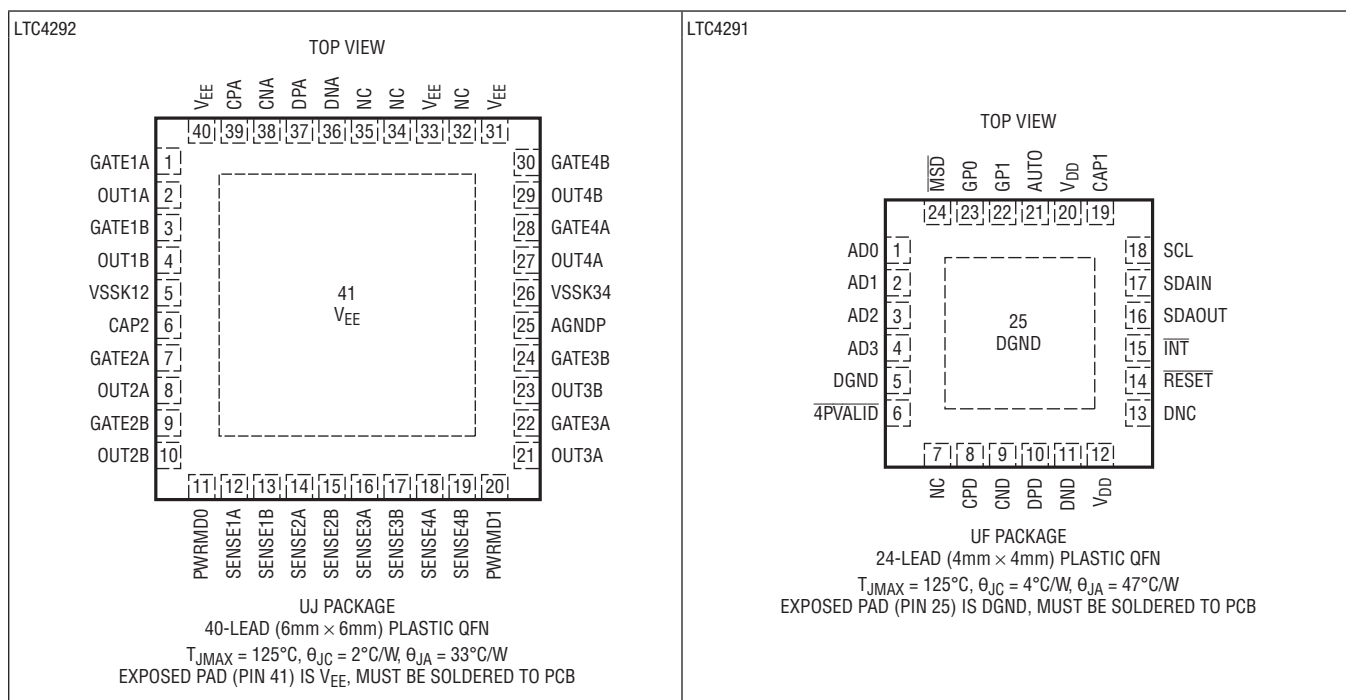 LTC4292
TOP VIEW
VEE CPA CNA DPA DNA NC NC VEE NC VEE
40 39 38 37 36 35 34 33 32 31
GATE1A 1
OUT1A 2
GATE1B 3
OUT1B 4
VSSK12 5
CAP2 6
GATE2A 7
OUT2A 8
GATE2B 9
OUT2B 10
41
VEE
30 GATE4B
29 OUT4B
28 GATE4A
27 OUT4A
26 VSSK34
25 AGNDP
24 GATE3B
23 OUT3B
22 GATE3A
21 OUT3A
11 12 13 14 15 16 17 18 19 20
PWRMD0 SENSE1A SENSE1B SENSE2A SENSE2B SENSE3A SENSE3B SENSE4A SENSE4B PWRMD1
UJ PACKAGE
40-LEAD (6mm × 6mm) PLASTIC QFN
TJMAX = 125°C, θJC = 2°C/W, θJA = 33°C/W
EXPOSED PAD (PIN 41) IS VEE, MUST BE SOLDERED TO PCB
LTC4291
TOP VIEW
MSD GP0 GP1 AUTO VDD CAP1
24 23 22 21 20 19
AD0 1
AD1 2
AD2 3
AD3 4
DGND 5
4PVALID 6
25
DGND
18 SCL
17 SDAIN
16 SDAOUT
15 INT
14 RESET
13 DNC
7 8 9 10 11 12
NC CPD CND DPD DND VDD
UF PACKAGE
24-LEAD (4mm × 4mm) PLASTIC QFN
TJMAX = 125°C, θJC = 4°C/W, θJA = 47°C/W
EXPOSED PAD (PIN 25) IS DGND, MUST BE SOLDERED TO PCB